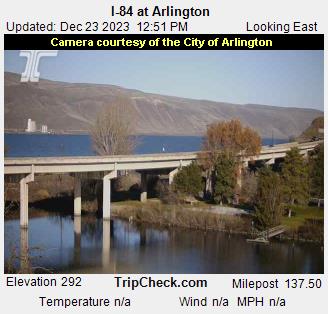 I-84 at Arlington
Updated: Dec 23 2023 12:51 PM Looking East
Camera courtesy of the City of Arlington
Elevation 292 TripCheck.com Milepost 137.50
Temperature n/a Wind n/a MPH n/a